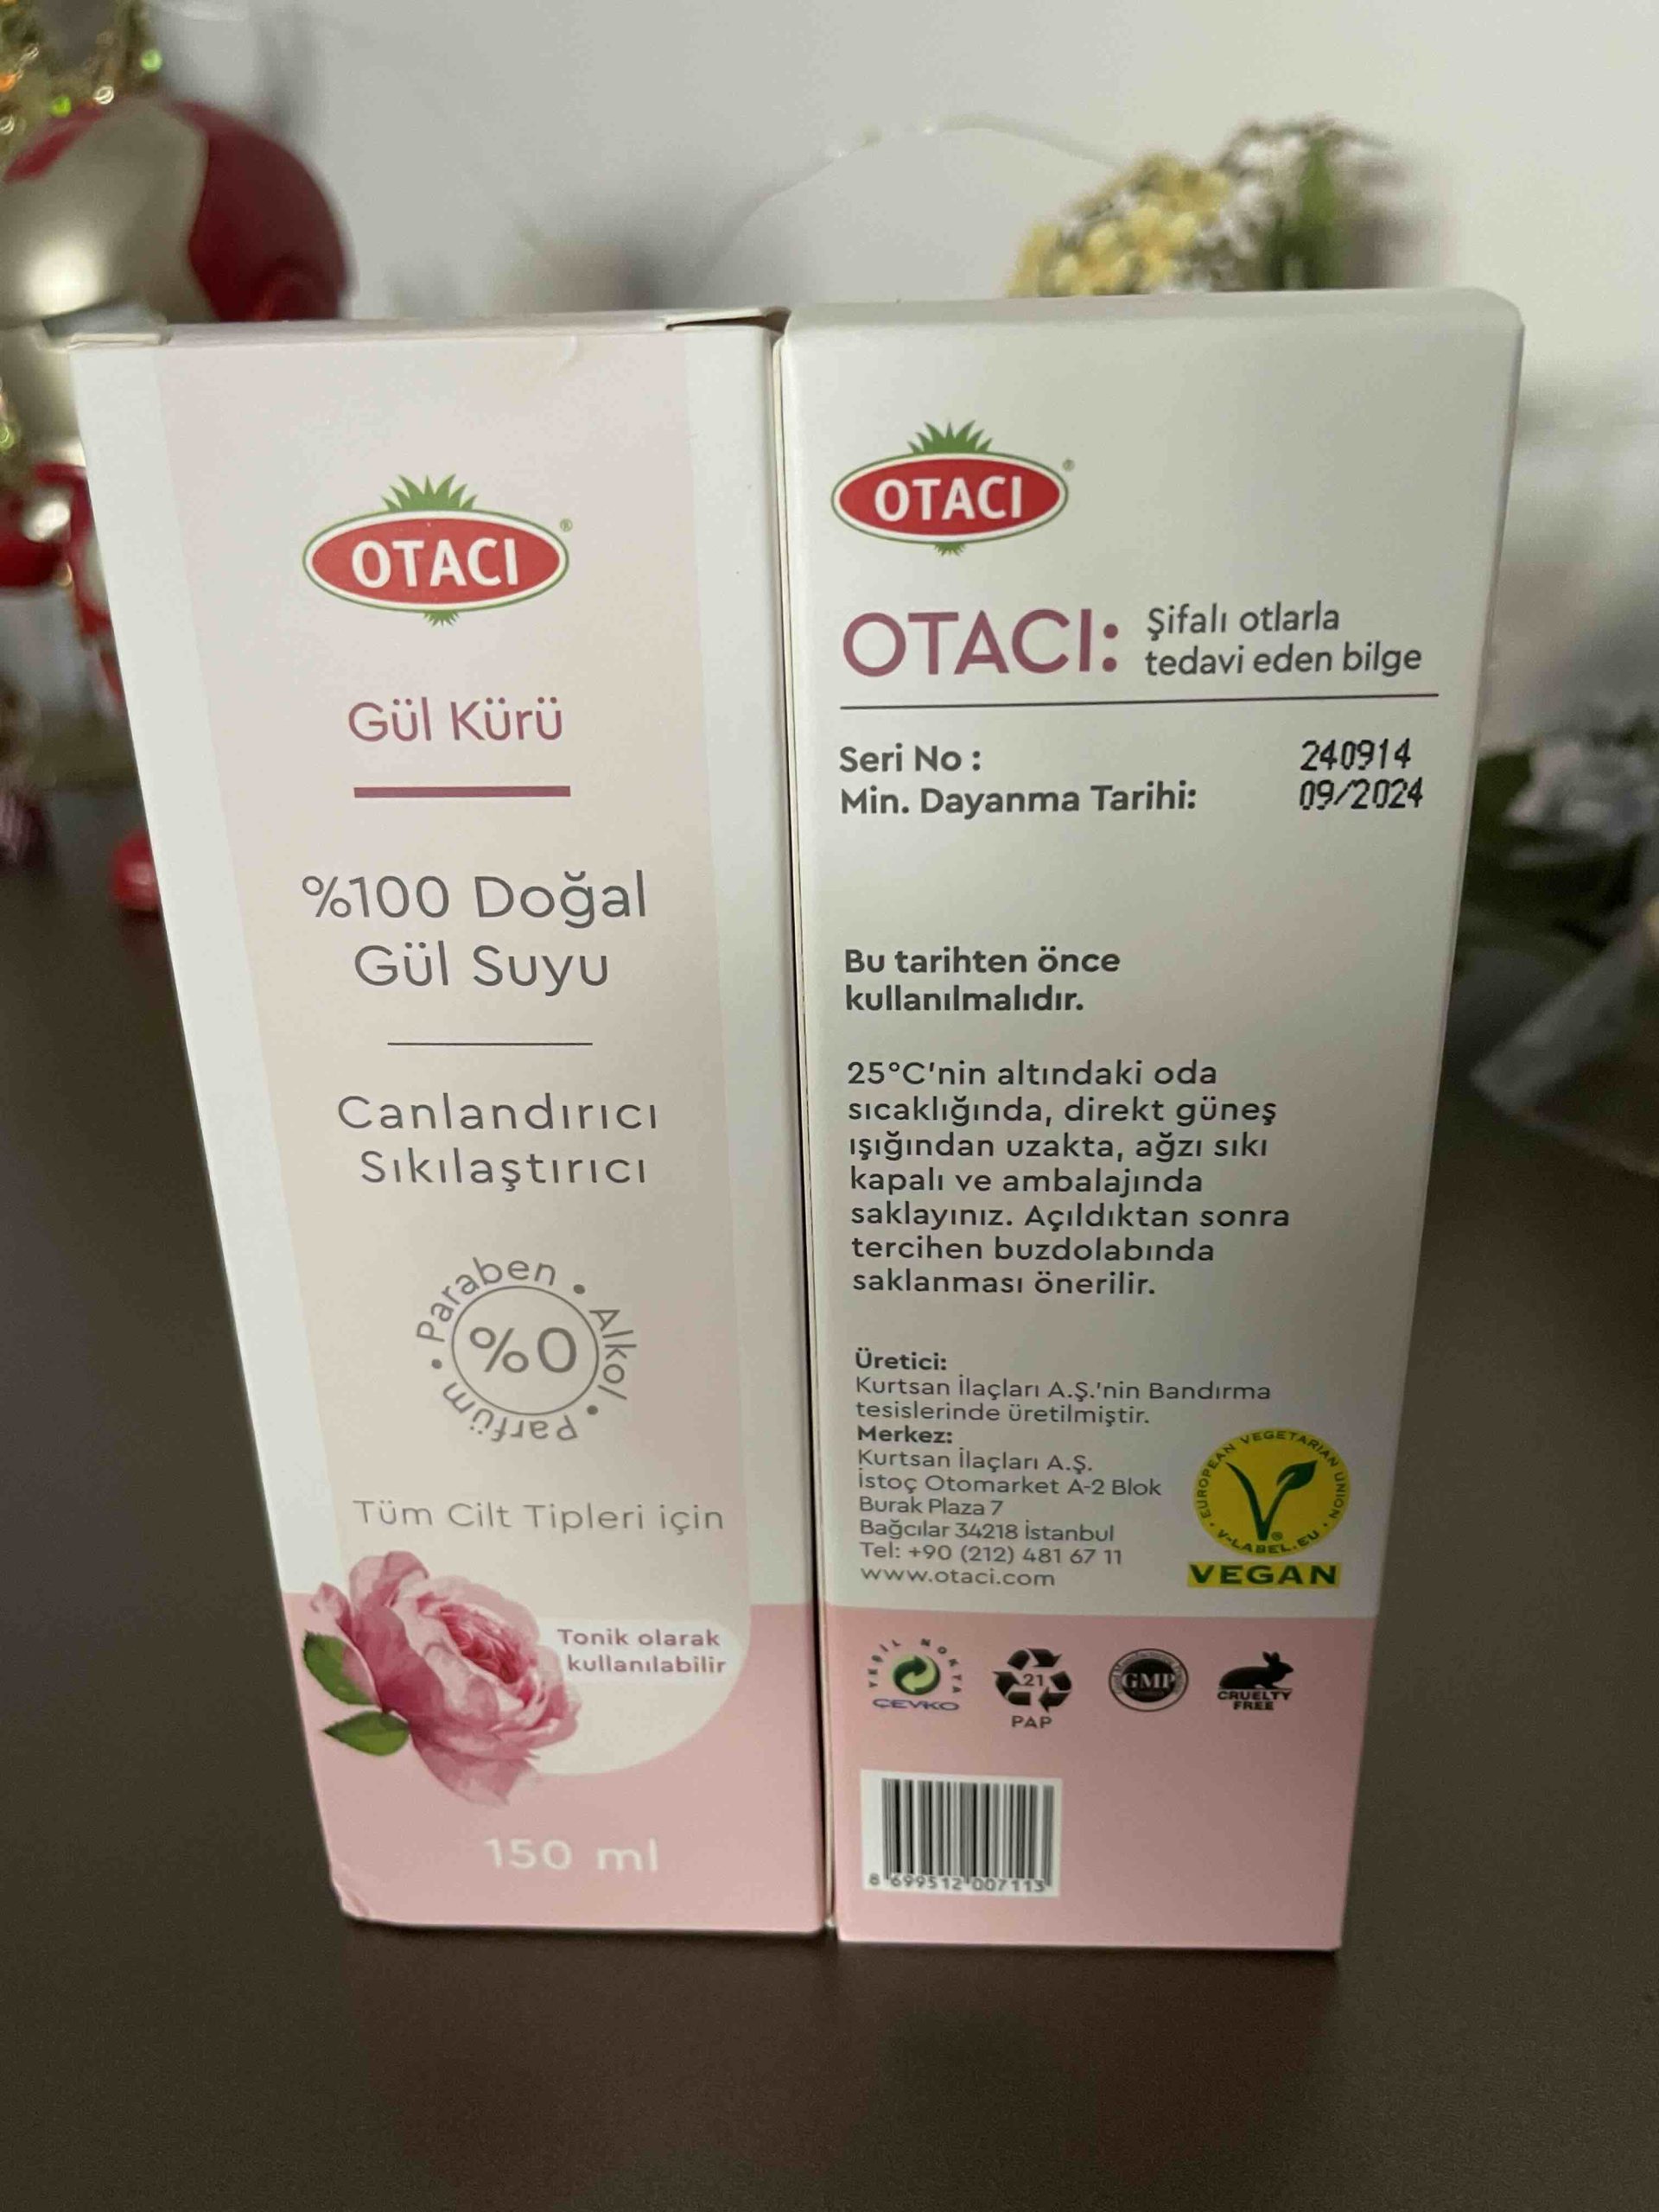 OTACI®
Gül Kürü
%100 Doğal
Gül Suyu
Canlandırıcı
Sıkılaştırıcı
Paraben • Alkol • Parfüm •
%0
Tüm Cilt Tipleri için
Tonik olarak
kullanılabilir
150 ml
OTACI®
OTACI: Şifalı otlarla
tedavi eden bilge
Seri No : 240914
Min. Dayanma Tarihi: 09/2024
Bu tarihten önce
kullanılmalıdır.
25°C'nin altındaki oda
sıcaklığında, direkt güneş
ışığından uzakta, ağzı sıkı
kapalı ve ambalajında
saklayınız. Açıldıktan sonra
tercihen buzdolabında
saklanması önerilir.
Üretici:
Kurtsan İlaçları A.Ş.'nin Bandırma
tesislerinde üretilmiştir.
Merkez:
Kurtsan İlaçları A.Ş.
İstoç Otomarket A-2 Blok
Burak Plaza 7
Bağcılar 34218 İstanbul
Tel: +90 (212) 481 67 11
www.otaci.com
EUROPEAN VEGETARIAN UNION • V-LABEL.EU •
VEGAN
YEŞİL NOKTA
ÇEVKO
21
PAP
GMP
CRUELTY
FREE
8 699512 007113